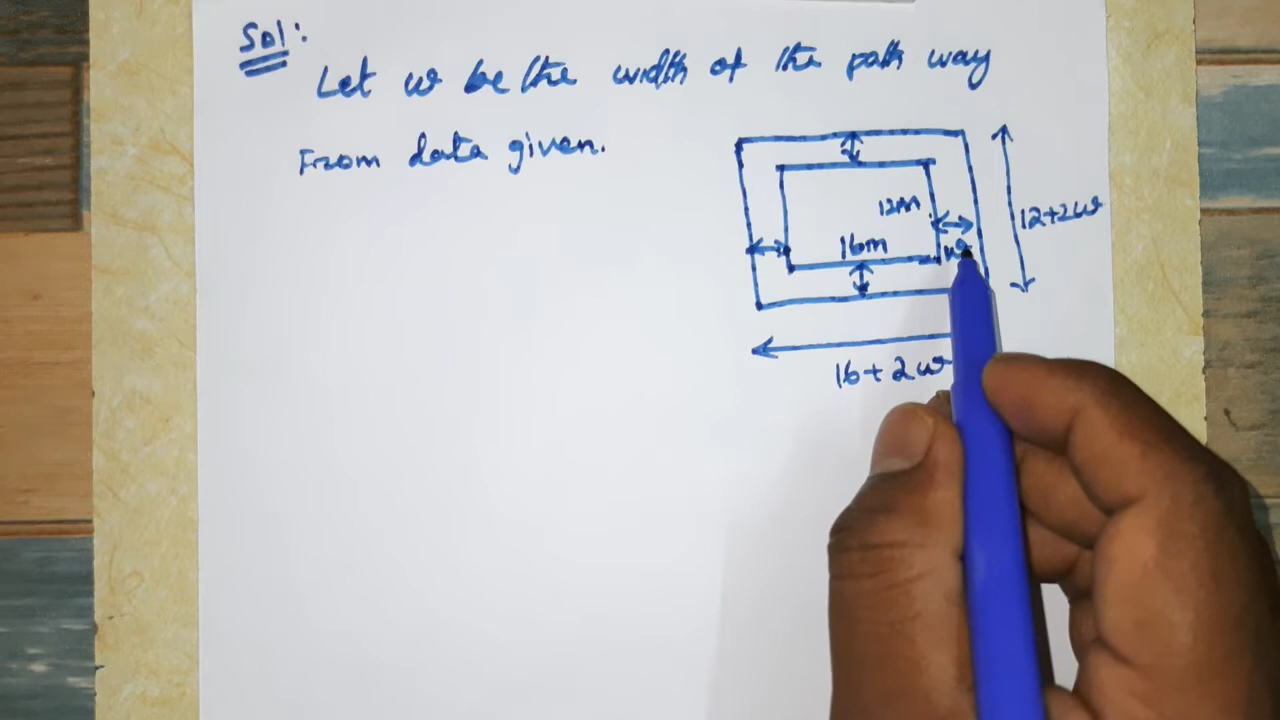 Sol:
Let w be the width of the path way
From data given.
12m
12+2w
16m
w
16+2w